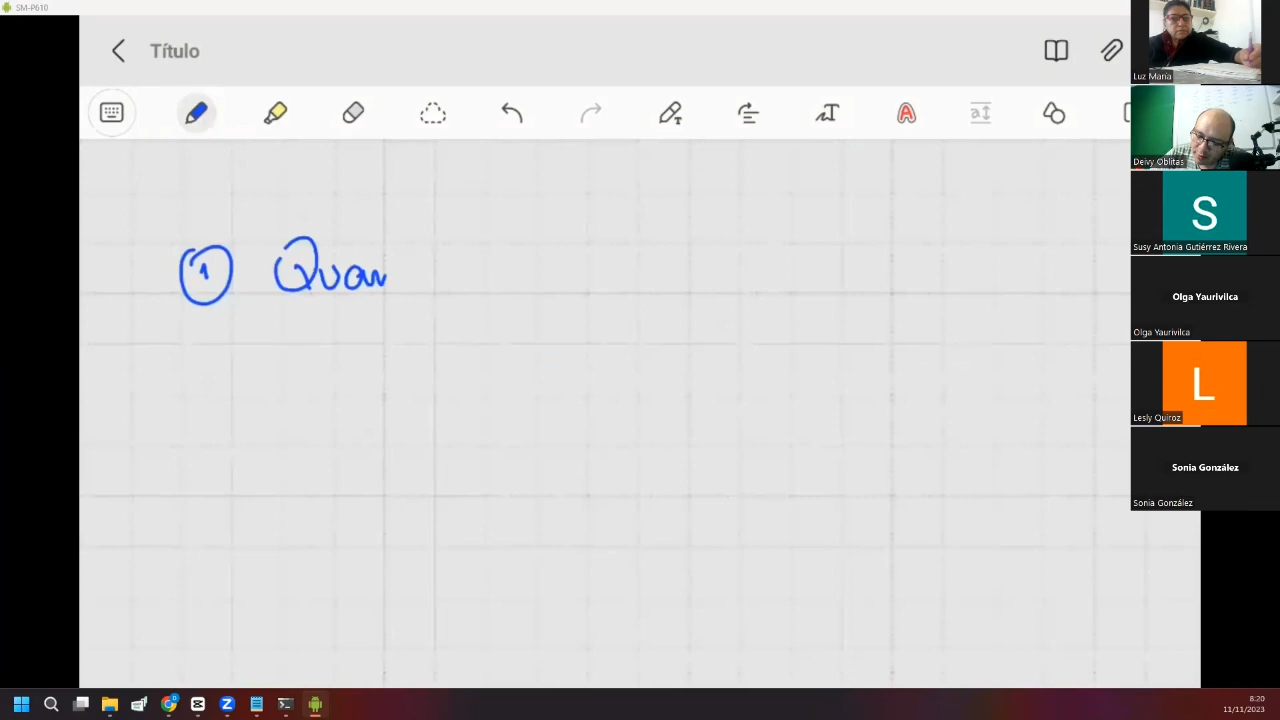 SM-P610
Título
Luz María
Deivy Oblitas
S
Susy Antonia Gutiérrez Rivera
Olga Yaurivilca
Olga Yaurivilca
L
Lesly Quiroz
Sonia González
Sonia González
① Quan
8:20
11/11/2023